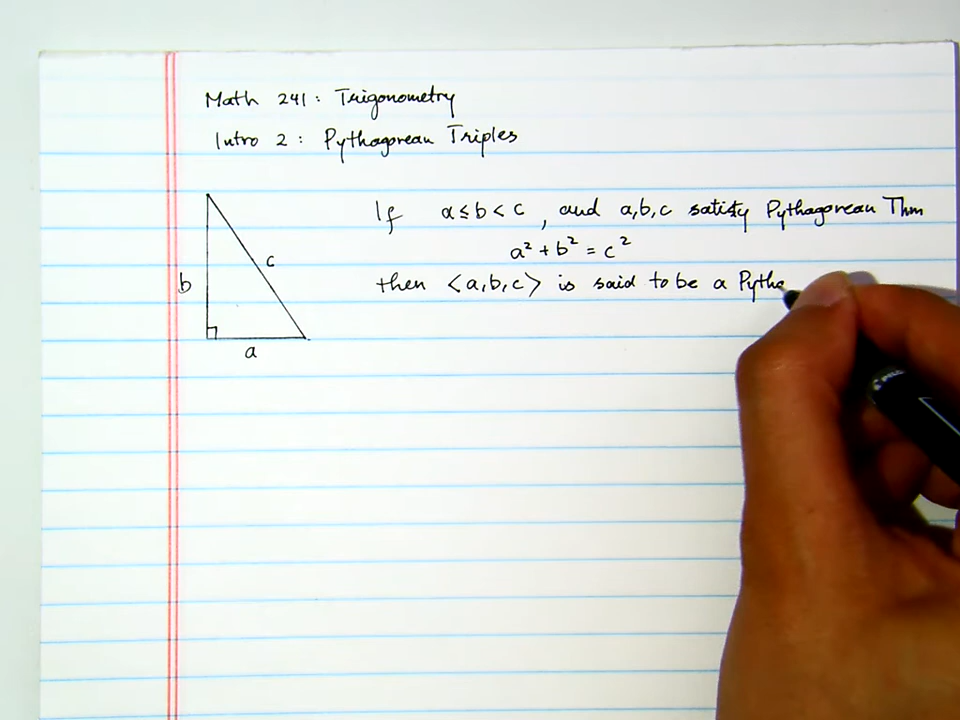 Math 241: Trigonometry
Intro 2: Pythagorean Triples
If a ≤ b < c, and a,b,c satisfy Pythagorean Thm
a² + b² = c²
then <a,b,c> is said to be a Pytha
b
c
a